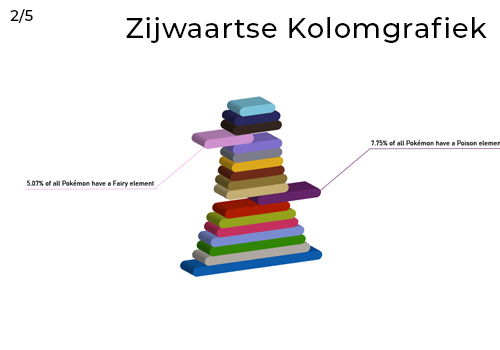 2/5
Zijwaartse Kolomgrafiek
7.75% of all Pokémon have a Poison elemen
5.07% of all Pokémon have a Fairy element